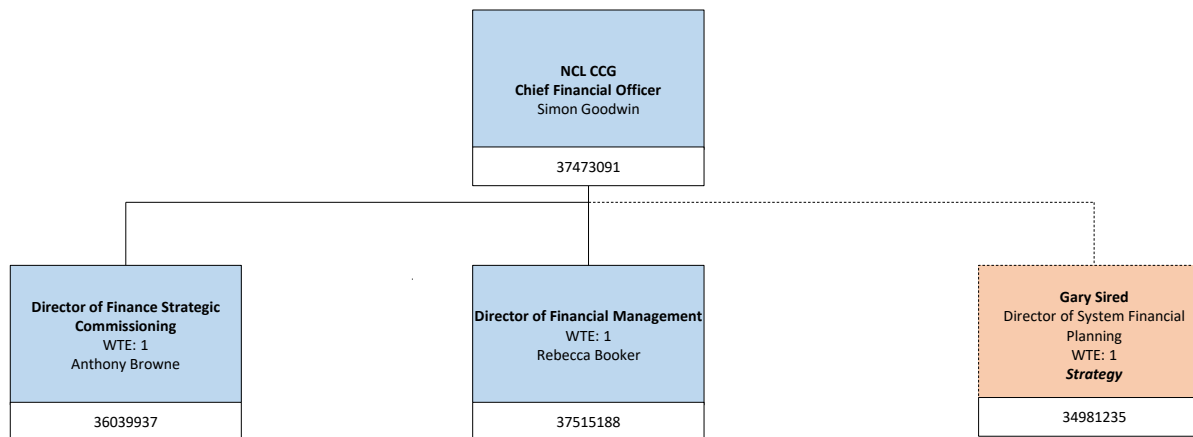 NCL CCG
Chief Financial Officer
Simon Goodwin
37473091
Director of Finance Strategic
Commissioning
WTE: 1
Anthony Browne
36039937
Director of Financial Management
WTE: 1
Rebecca Booker
37515188
Gary Sired
Director of System Financial
Planning
WTE: 1
Strategy
34981235